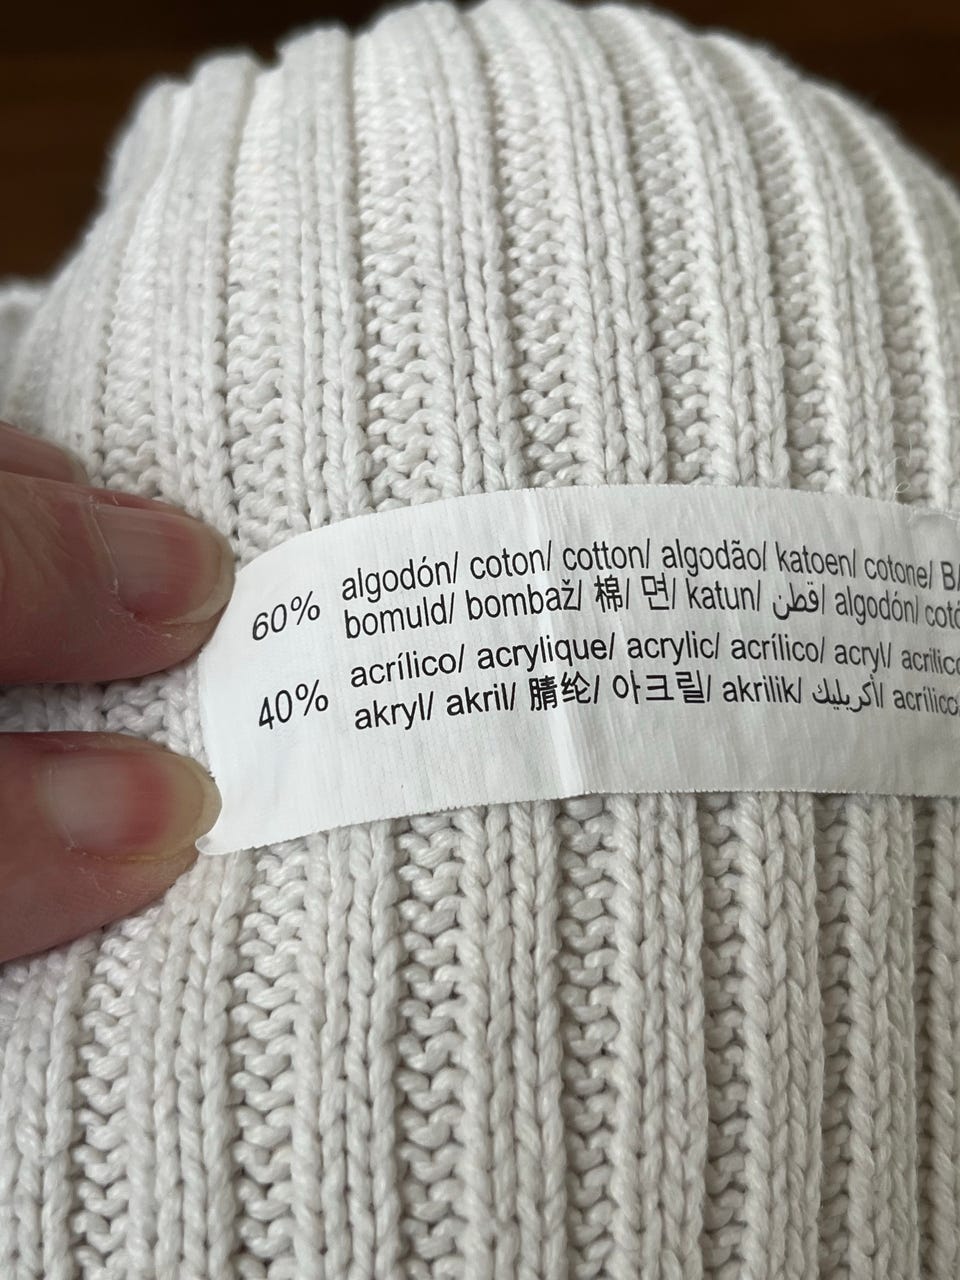 60% algodón/ coton/ cotton/ algodão/ katoen/ cotone/
bomuld/ bombaž/ 棉/ 면/ katun/ قطن/ algodón/
40% acrílico/ acrylique/ acrylic/ acrílico/ acryl/
akryl/ akril/ 腈纶/ 아크릴/ akrilik/ أكريليك/ acrílico